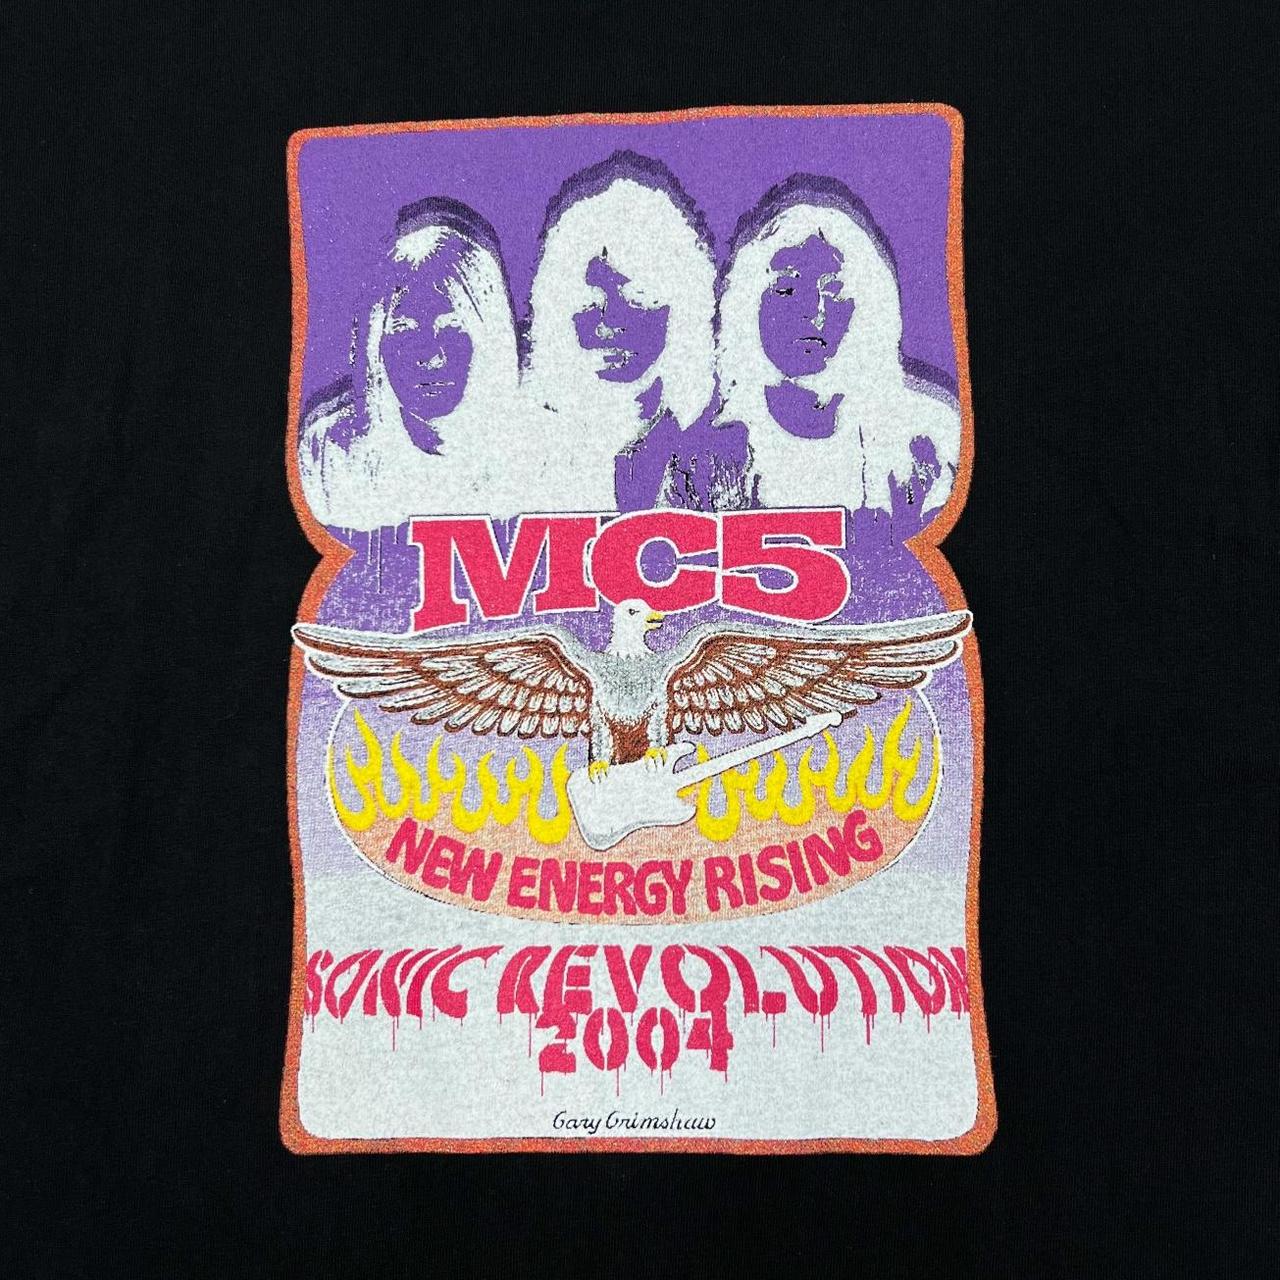 MC5
NEW ENERGY RISING
SONIC REVOLUTION
2004
Gary Grimshaw